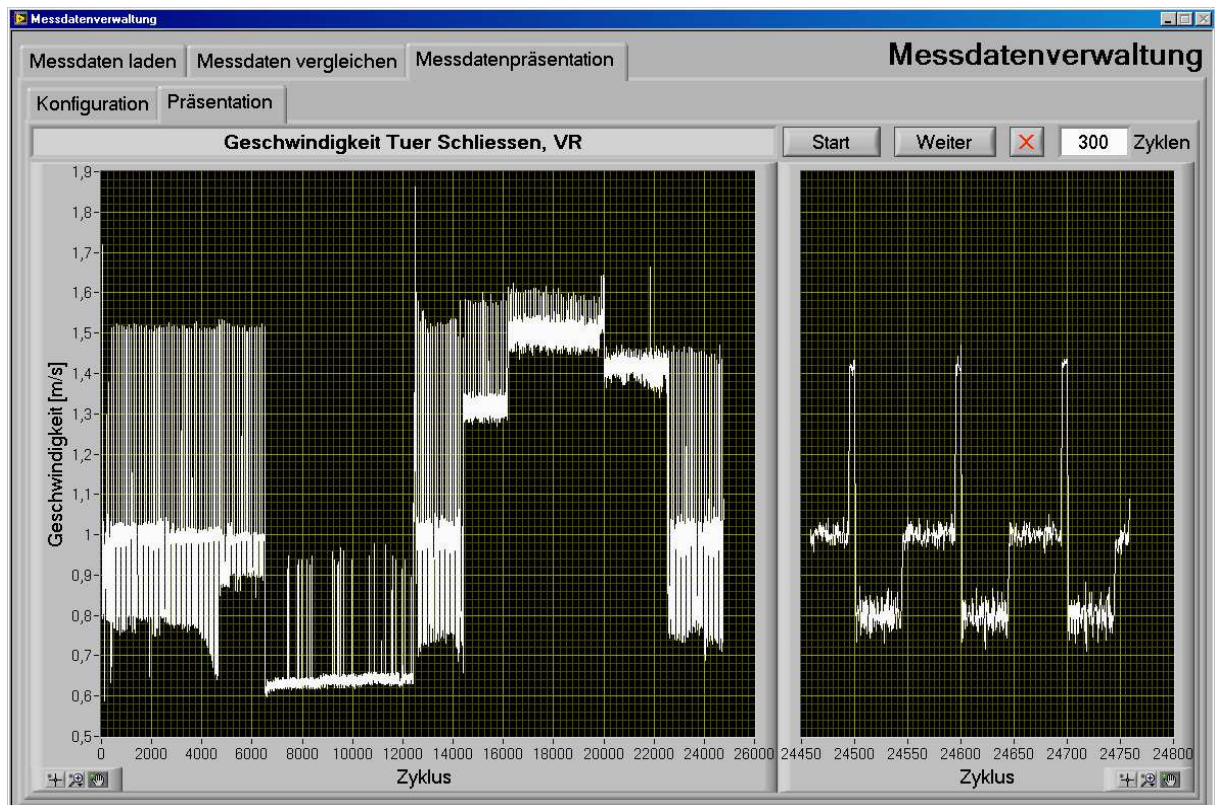 Messdatenverwaltung
Messdaten laden Messdaten vergleichen Messdatenpräsentation Messdatenverwaltung
Konfiguration Präsentation
Geschwindigkeit Tuer Schliessen, VR Start Weiter X 300 Zyklen
1,9-
1,8-
1,7-
1,6-
1,5-
1,4-
1,3-
1,2-
1,1-
1-
0,9-
0,8-
0,7-
0,6-
0,5-
Geschwindigkeit [m/s]
0 2000 4000 6000 8000 10000 12000 14000 16000 18000 20000 22000 24000 26000
Zyklus
24450 24500 24550 24600 24650 24700 24750 24800
Zyklus